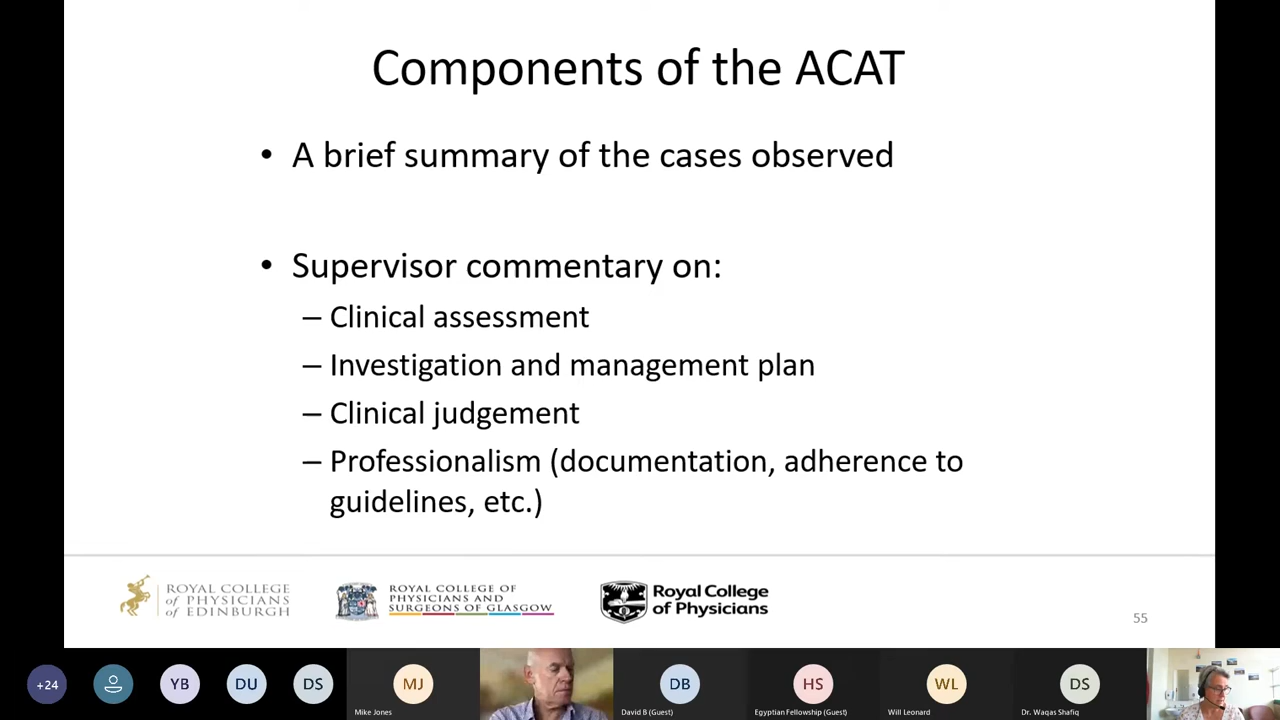 Components of the ACAT
• A brief summary of the cases observed
• Supervisor commentary on:
– Clinical assessment
– Investigation and management plan
– Clinical judgement
– Professionalism (documentation, adherence to
guidelines, etc.)
ROYAL COLLEGE
of PHYSICIANS
of EDINBURGH
ROYAL COLLEGE OF
PHYSICIANS AND
SURGEONS OF GLASGOW
Royal College
of Physicians
55
+24
YB
DU
DS
MJ
Mike Jones
DB
David B (Guest)
HS
Egyptian Fellowship (Guest)
WL
Will Leonard
DS
Dr. Waqas Shafiq